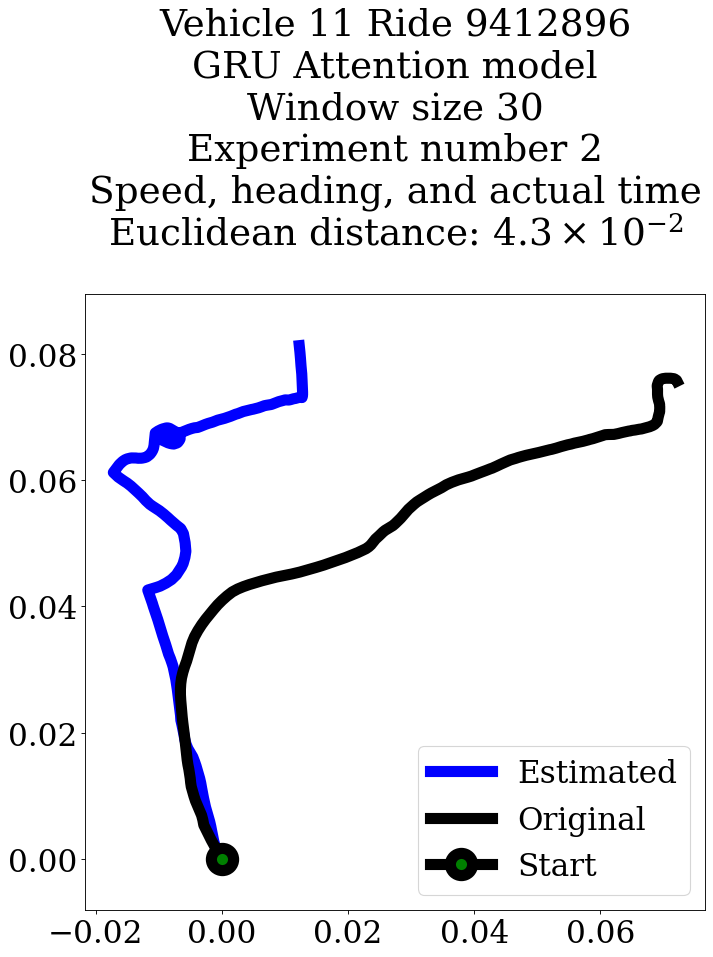 Vehicle 11 Ride 9412896
GRU Attention model
Window size 30
Experiment number 2
Speed, heading, and actual time
Euclidean distance: 4.3 × 10⁻²
0.08
0.06
0.04
0.02
0.00
Estimated
Original
Start
−0.02 0.00 0.02 0.04 0.06